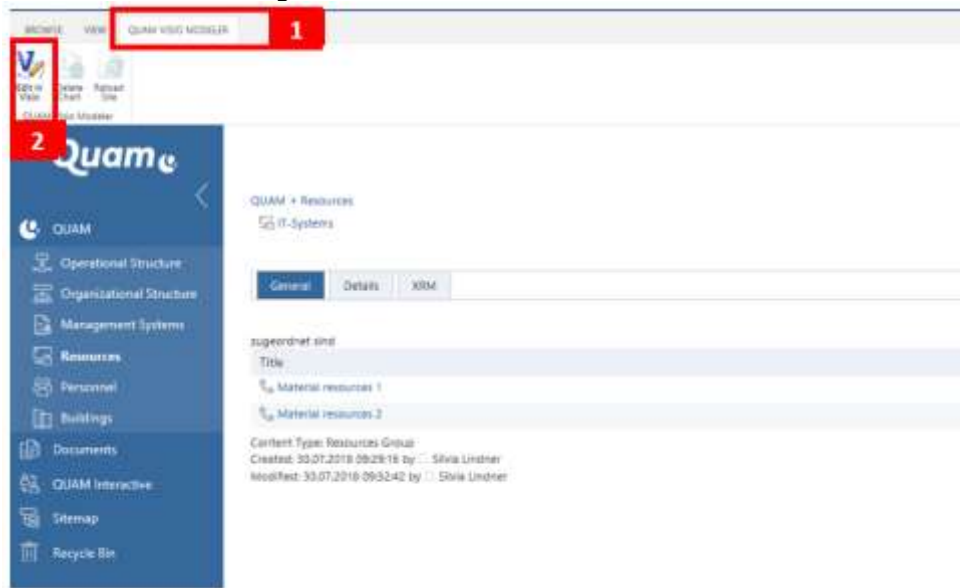 BROWSE VIEW QUAM VISIO MODELER 1
Edit in Visio
Delete Chart
Reload Site
QUAM Visio Modeler
2
Quam
QUAM
Operational Structure
Organizational Structure
Management Systems
Resources
Personnel
Buildings
Documents
QUAM Interactive
Sitemap
Recycle Bin
QUAM
Resources
IT-Systems
General Details XRM
zugeordnet sind
Title
Material resources 1
Material resources 2
Content Type: Resources Group
Created: 30.07.2018 09:29:16 by Silvia Lindner
Modified: 30.07.2018 09:52:42 by Silvia Lindner